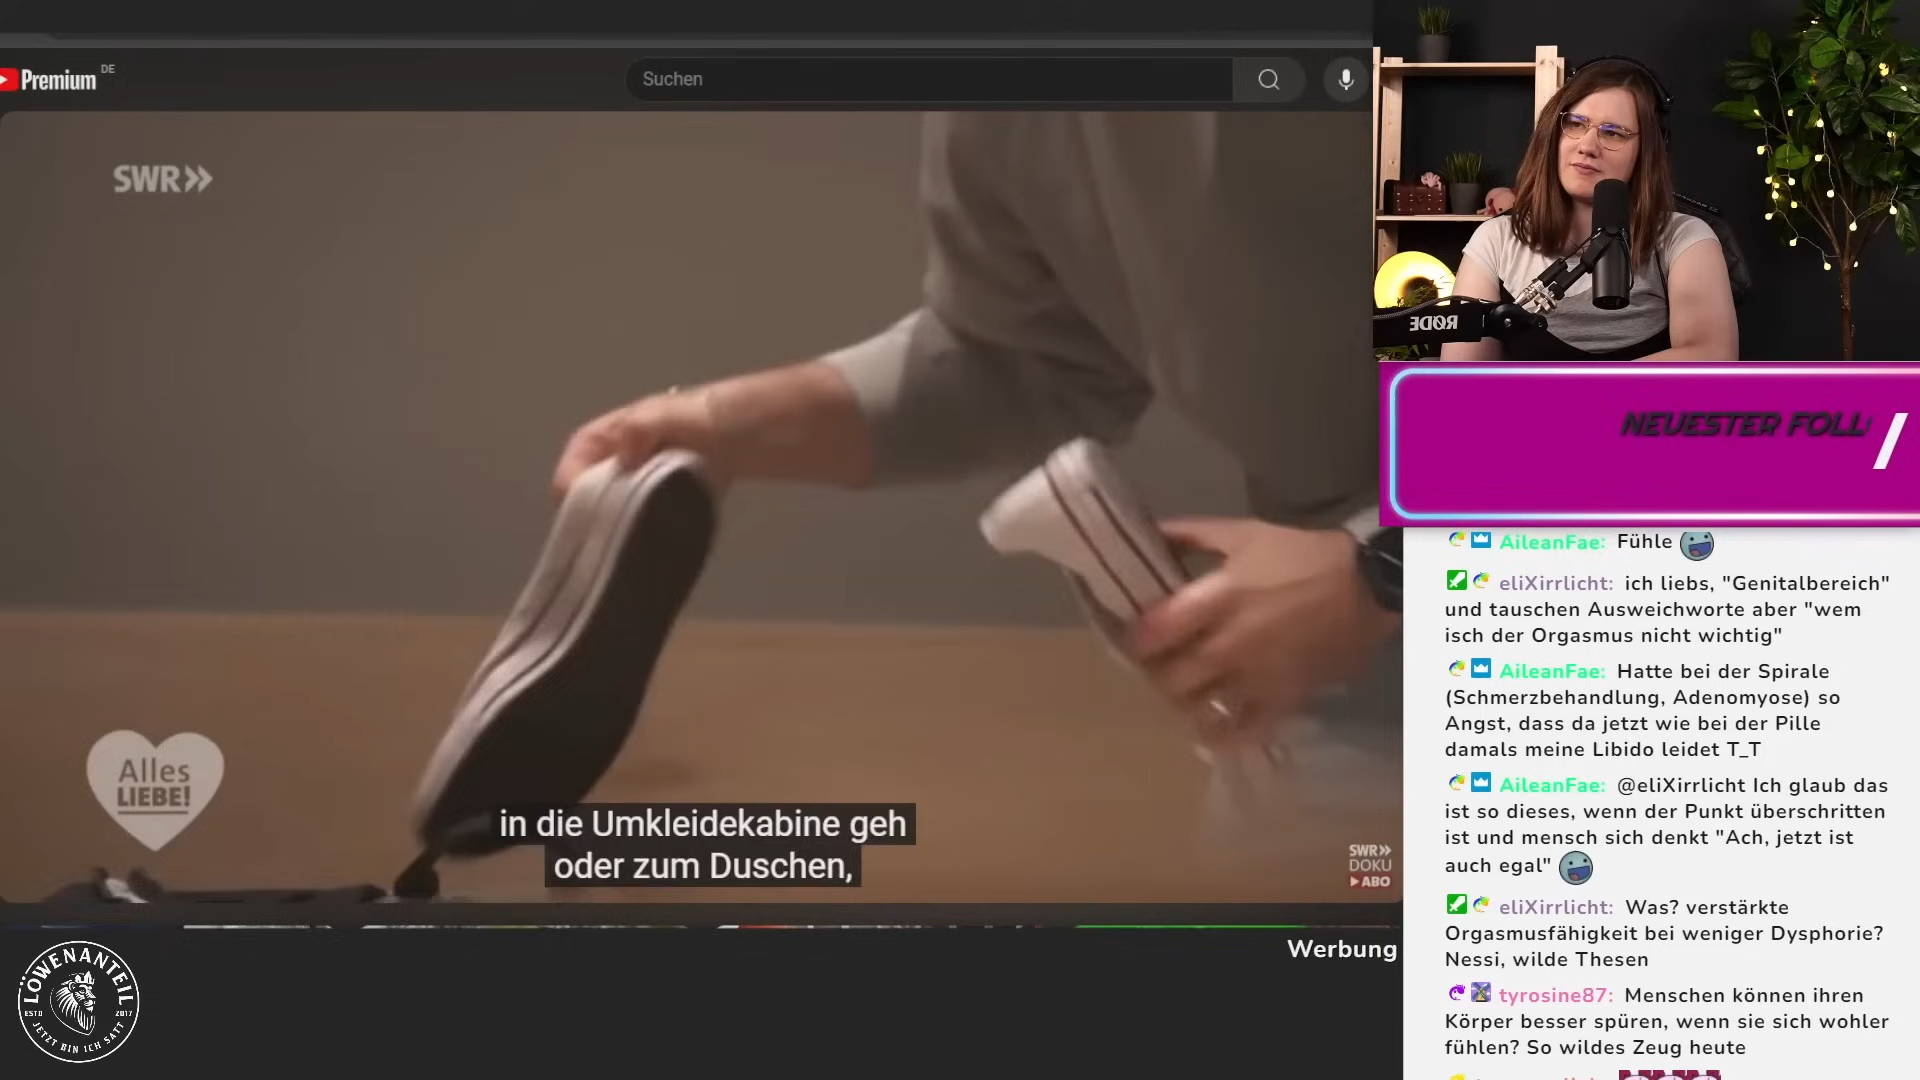 Premium DE
Suchen
SWR»
Alles
LIEBE!
in die Umkleidekabine geh
oder zum Duschen,
SWR»
DOKU
ABO
RØDE
NEUESTER FOLL
AileanFae: Fühle
eliXirrlicht: ich liebs, "Genitalbereich"
und tauschen Ausweichworte aber "wem
isch der Orgasmus nicht wichtig"
AileanFae: Hatte bei der Spirale
(Schmerzbehandlung, Adenomyose) so
Angst, dass da jetzt wie bei der Pille
damals meine Libido leidet T_T
AileanFae: @eliXirrlicht Ich glaub das
ist so dieses, wenn der Punkt überschritten
ist und mensch sich denkt "Ach, jetzt ist
auch egal"
eliXirrlicht: Was? verstärkte
Orgasmusfähigkeit bei weniger Dysphorie?
Nessi, wilde Thesen
tyrosine87: Menschen können ihren
Körper besser spüren, wenn sie sich wohler
fühlen? So wildes Zeug heute
Werbung
LÖWENANTEIL
ESTD 2017
JETZT BIN ICH SATT